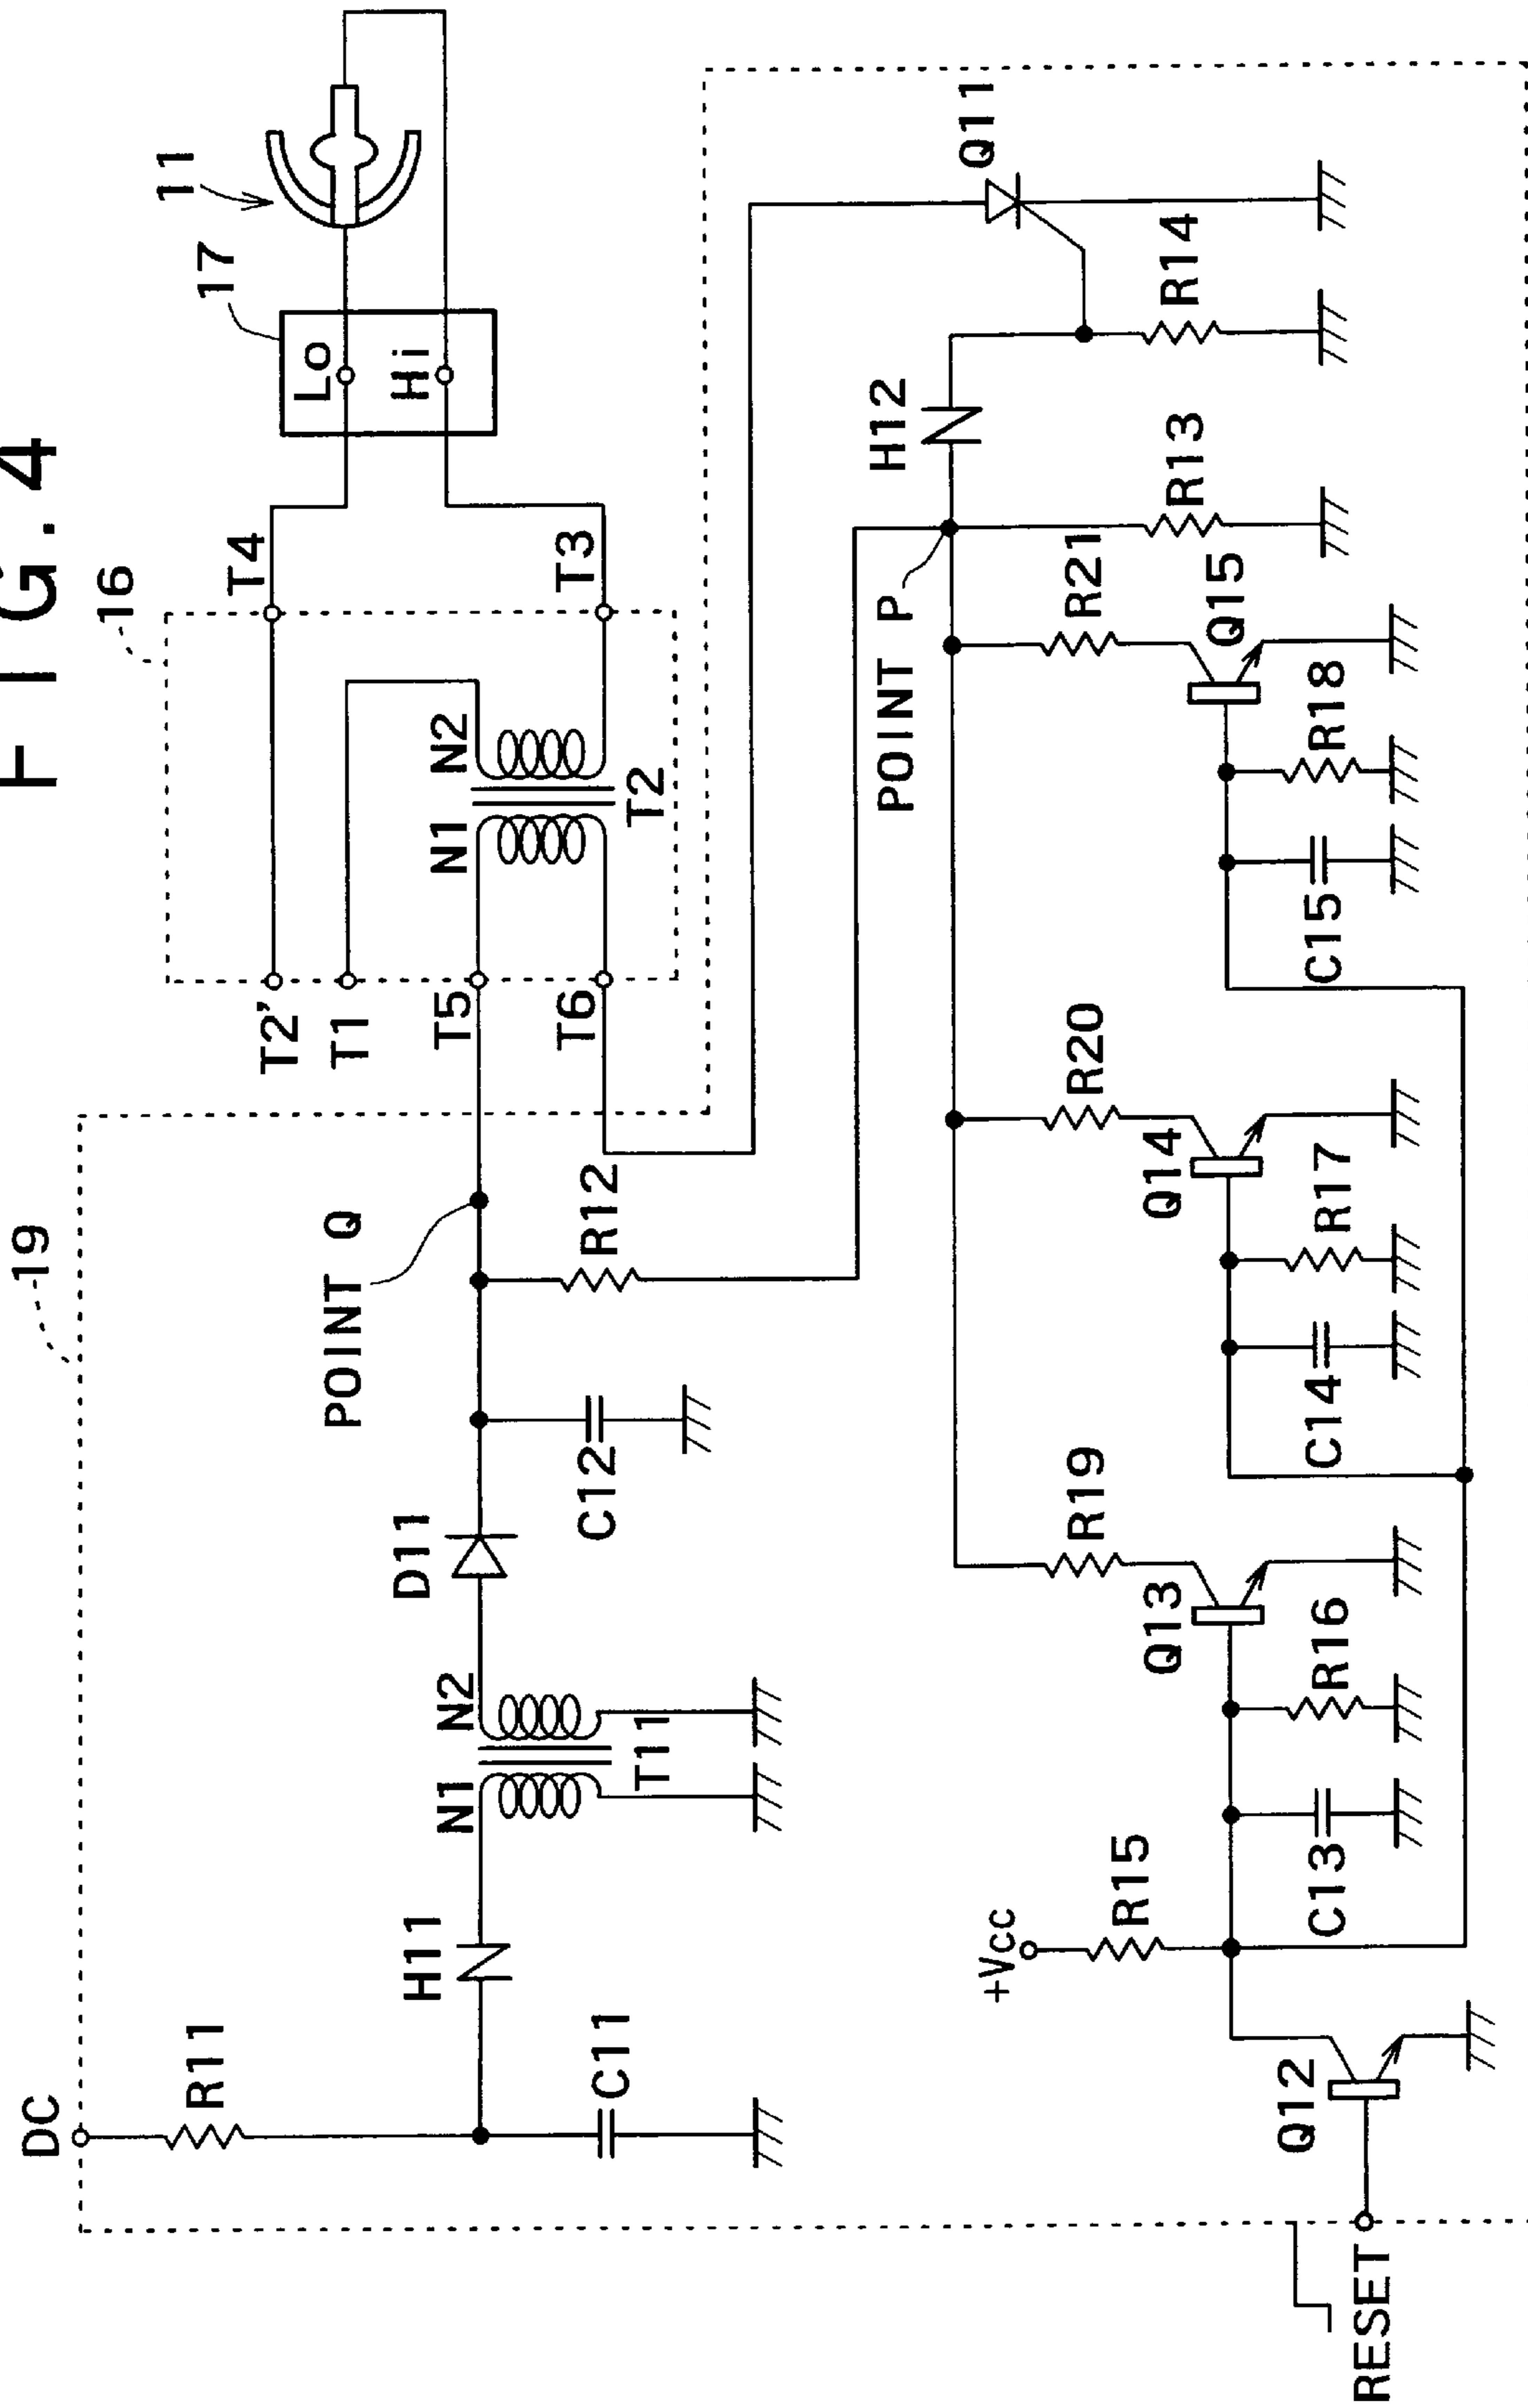 FIG. 4
DC
19
16
17
11
R11
H11
N1
N2
T11
C11
D11
C12
POINT Q
R12
T2'
T1
T5
T6
N1
N2
T2
T4
T3
Lo
Hi
Q11
POINT P
H12
R14
R13
R21
Q15
R18
C15
R20
Q14
R17
C14
R19
Q13
R16
C13
+Vcc
R15
Q12
RESET